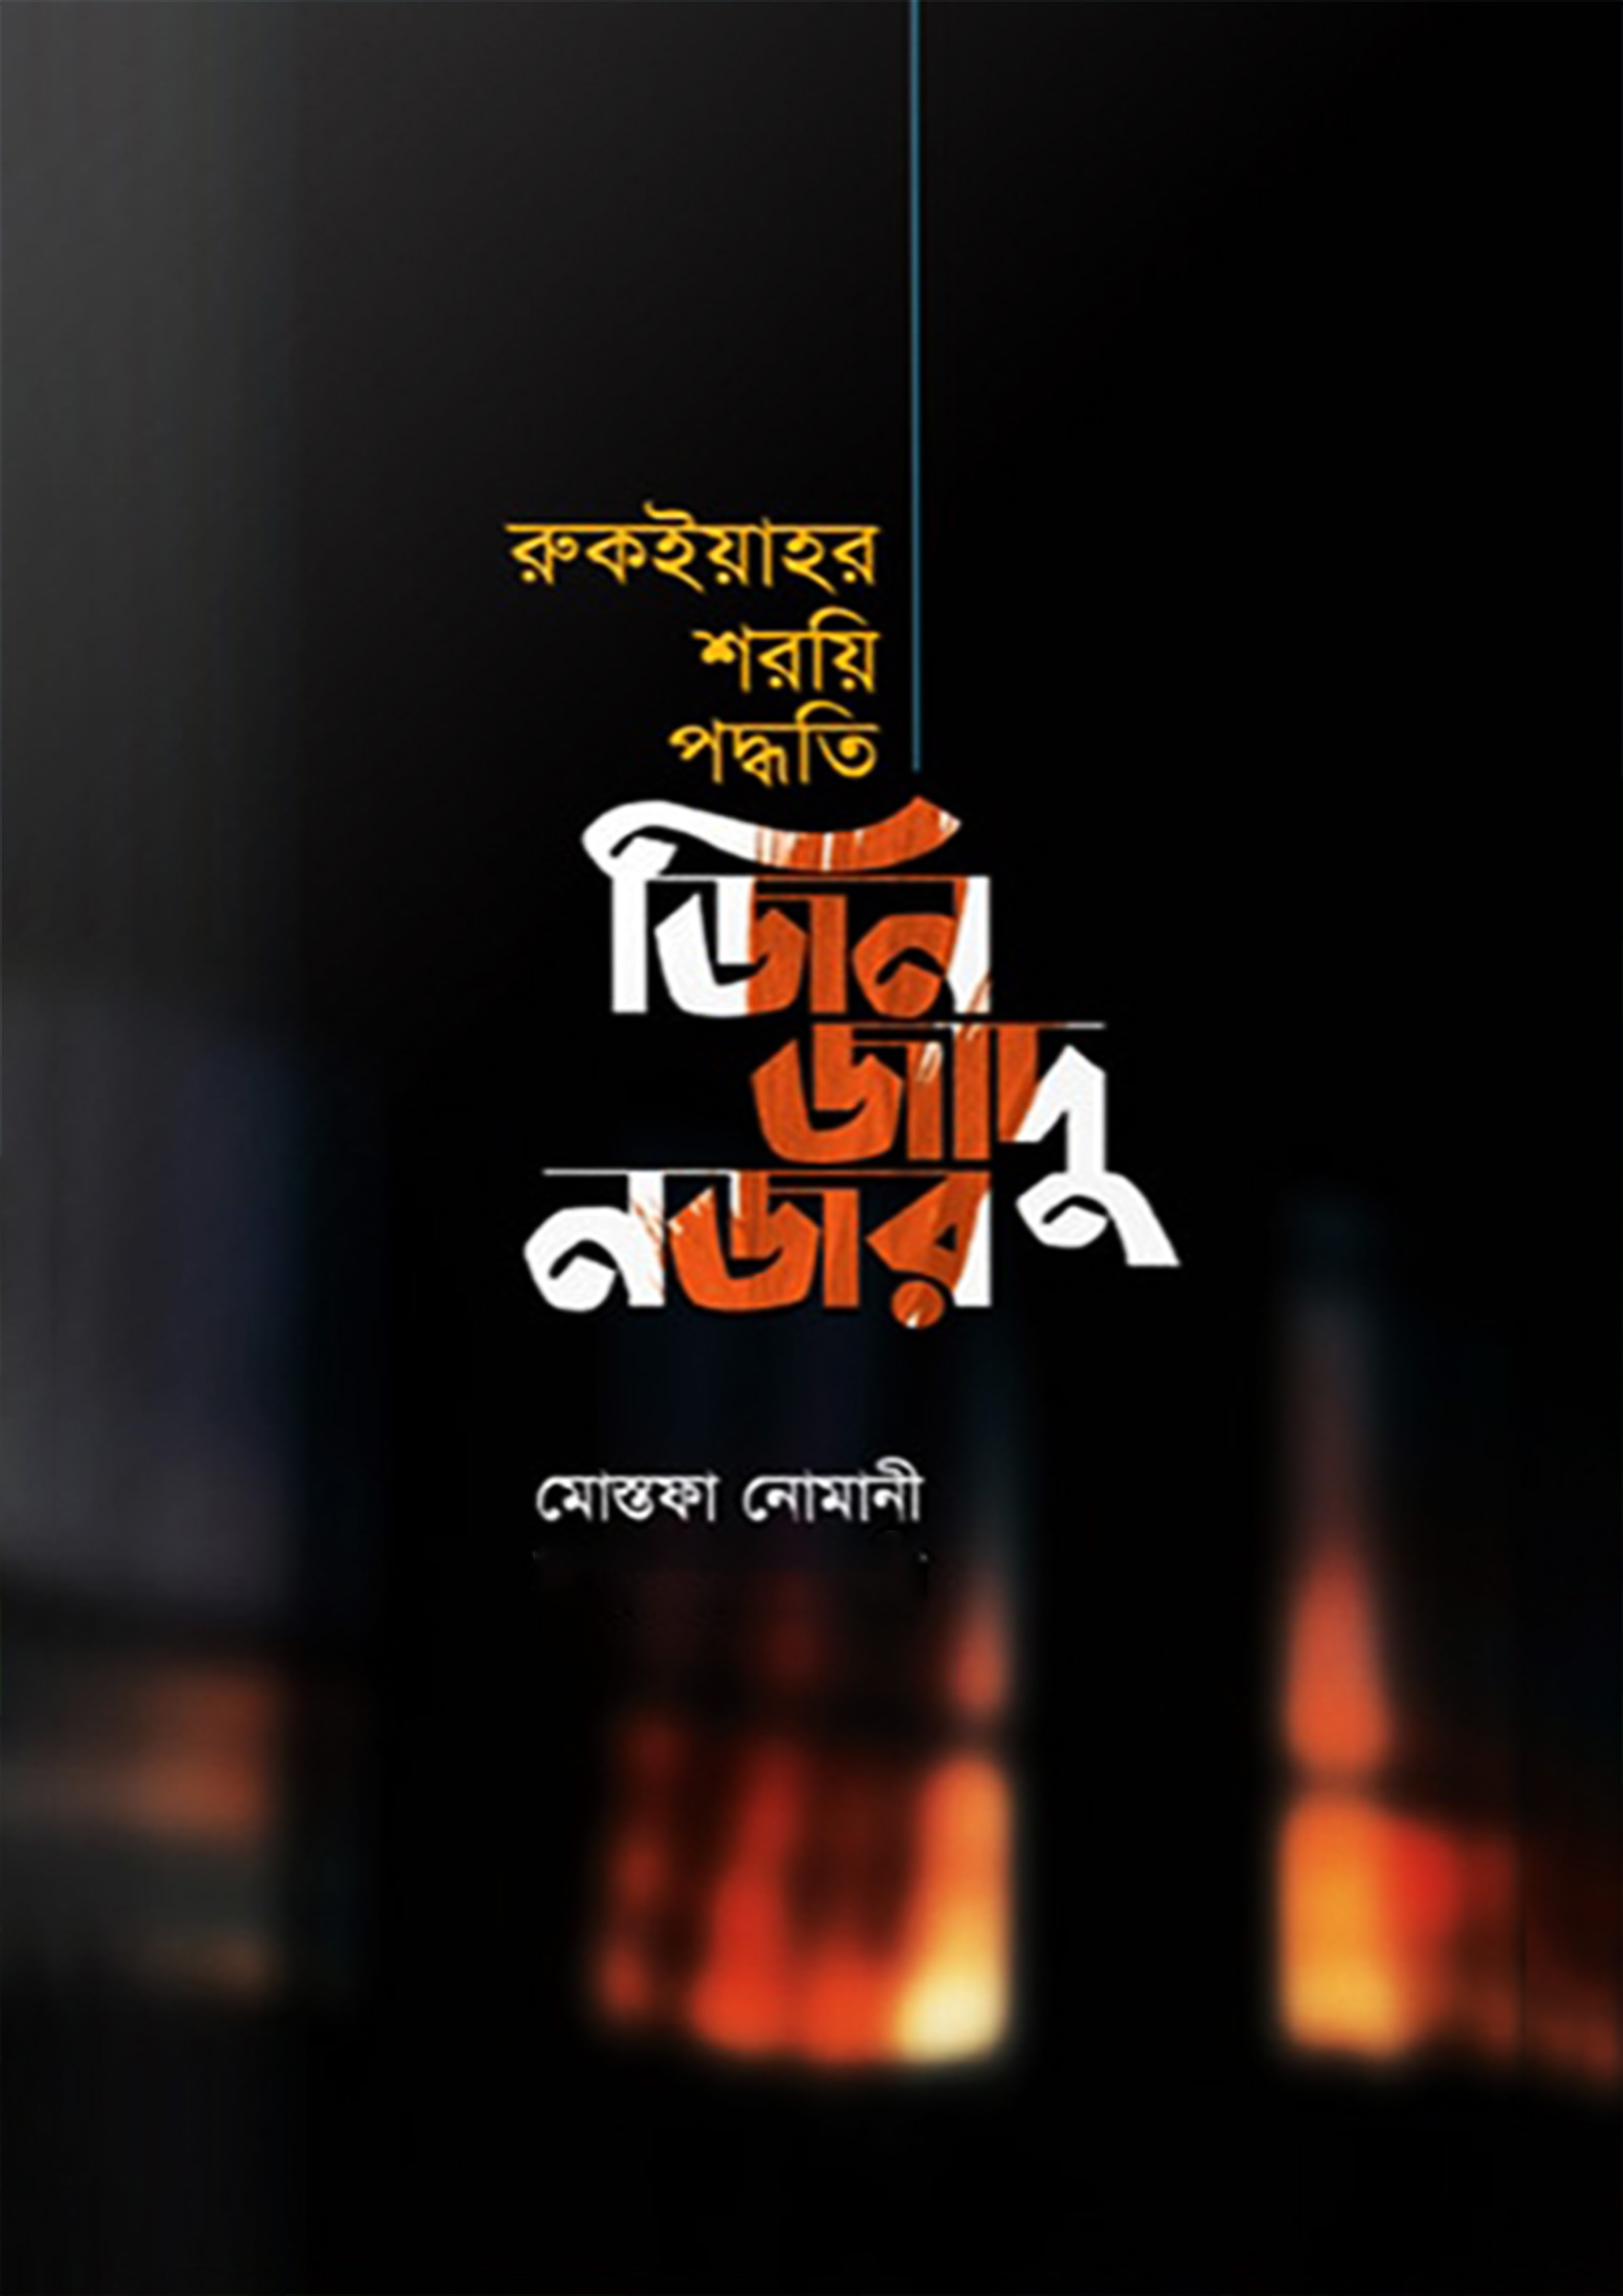 রুকইয়াহর
শরয়ি
পদ্ধতি
জিন
জাদু
নজর
মোস্তফা নোমানী